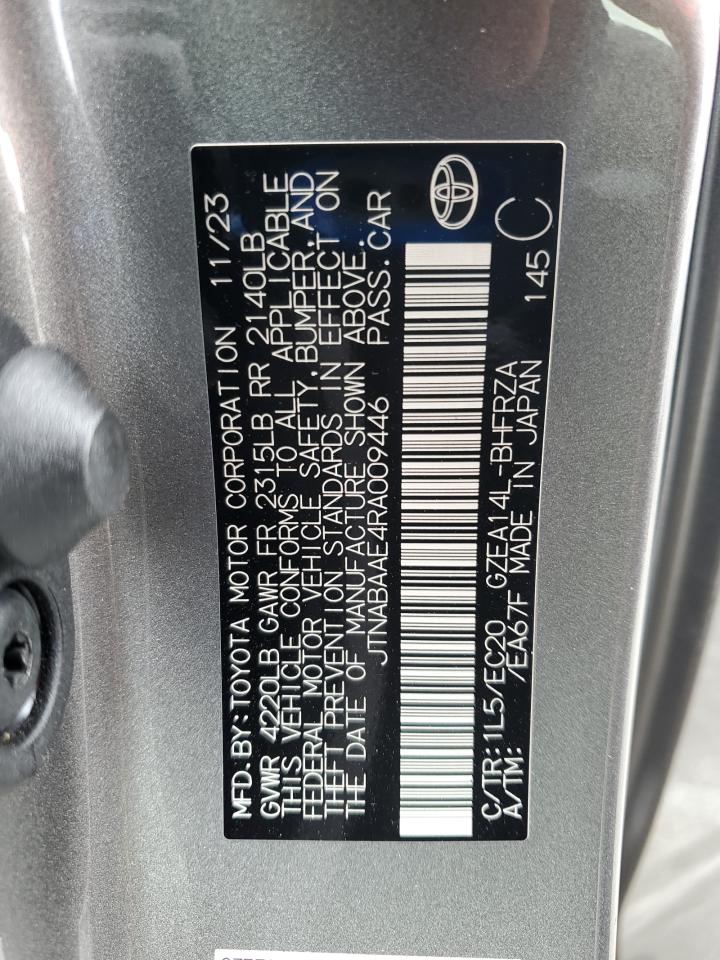 MFD.BY:TOYOTA MOTOR CORPORATION 11/23
GVWR 4220LB GAWR FR 2315LB RR 2140LB
THIS VEHICLE CONFORMS TO ALL APPLICABLE
FEDERAL MOTOR VEHICLE SAFETY,BUMPER,AND
THEFT PREVENTION STANDARDS IN EFFECT ON
THE DATE OF MANUFACTURE SHOWN ABOVE.
JTNABAAE4RA009446 PASS.CAR
C/TR:1L5/EC20 GZEA14L-BHFRZA 145 C
A/TM: /EA67F MADE IN JAPAN